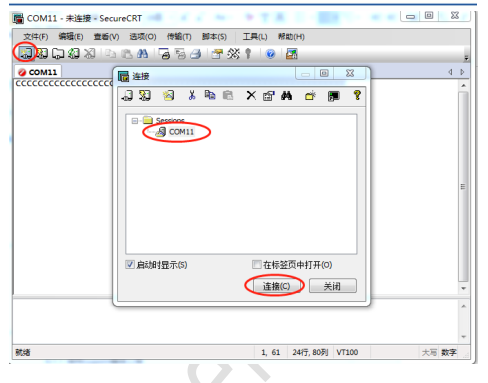 COM11 - 未连接 - SecureCRT
文件(F) 编辑(E) 查看(V) 选项(O) 传输(T) 脚本(S) 工具(L) 帮助(H)
COM11
CCCCCCCCCCCCCCCCC
连接
Sessions
COM11
启动时显示(S) 在标签页中打开(O)
连接(C) 关闭
就绪 1, 61 24行, 80列 VT100 大写 数字